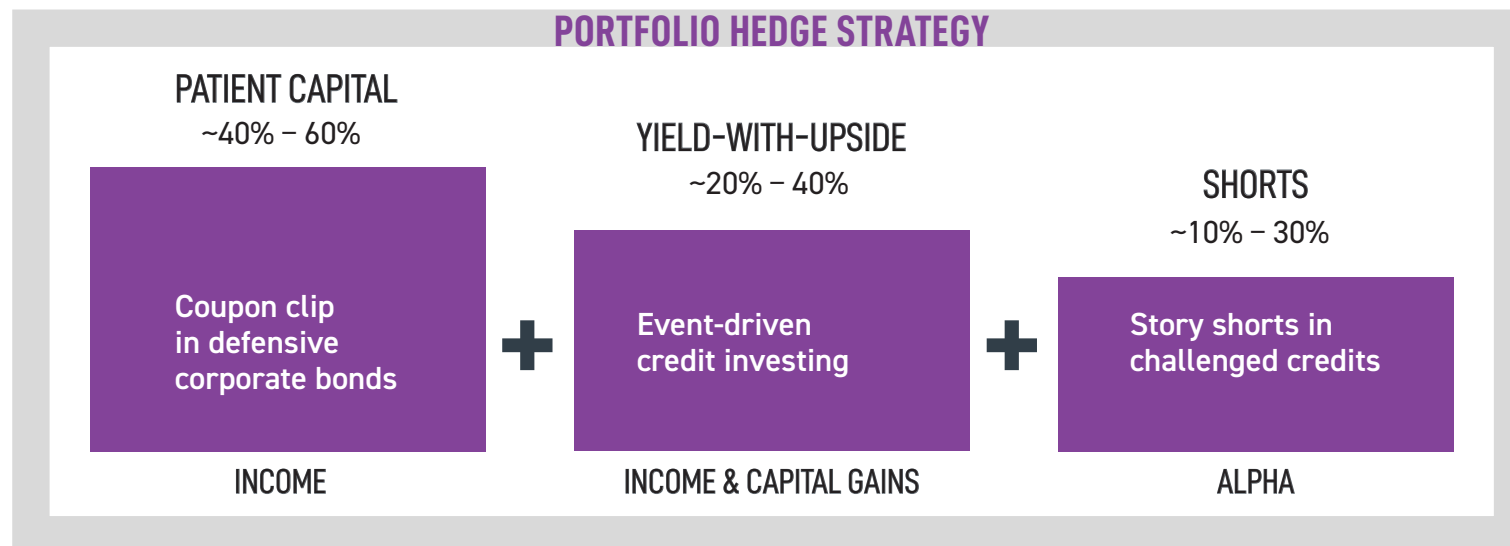 PORTFOLIO HEDGE STRATEGY
PATIENT CAPITAL
~40% – 60%
Coupon clip
in defensive
corporate bonds
INCOME
YIELD-WITH-UPSIDE
~20% – 40%
Event-driven
credit investing
INCOME & CAPITAL GAINS
SHORTS
~10% – 30%
Story shorts in
challenged credits
ALPHA